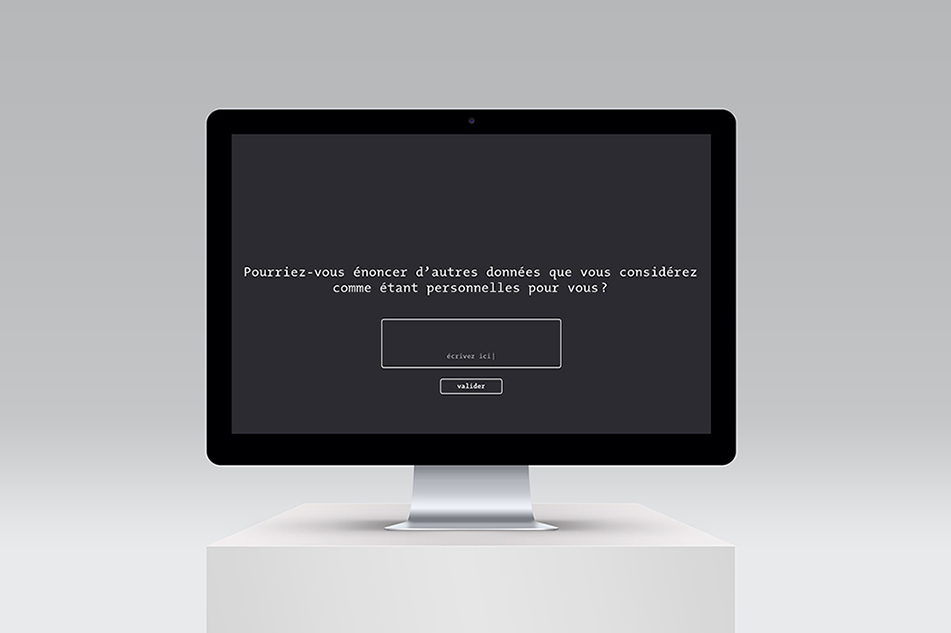 Pourriez-vous énoncer d’autres données que vous considérez
comme étant personnelles pour vous ?
écrivez ici|
valider